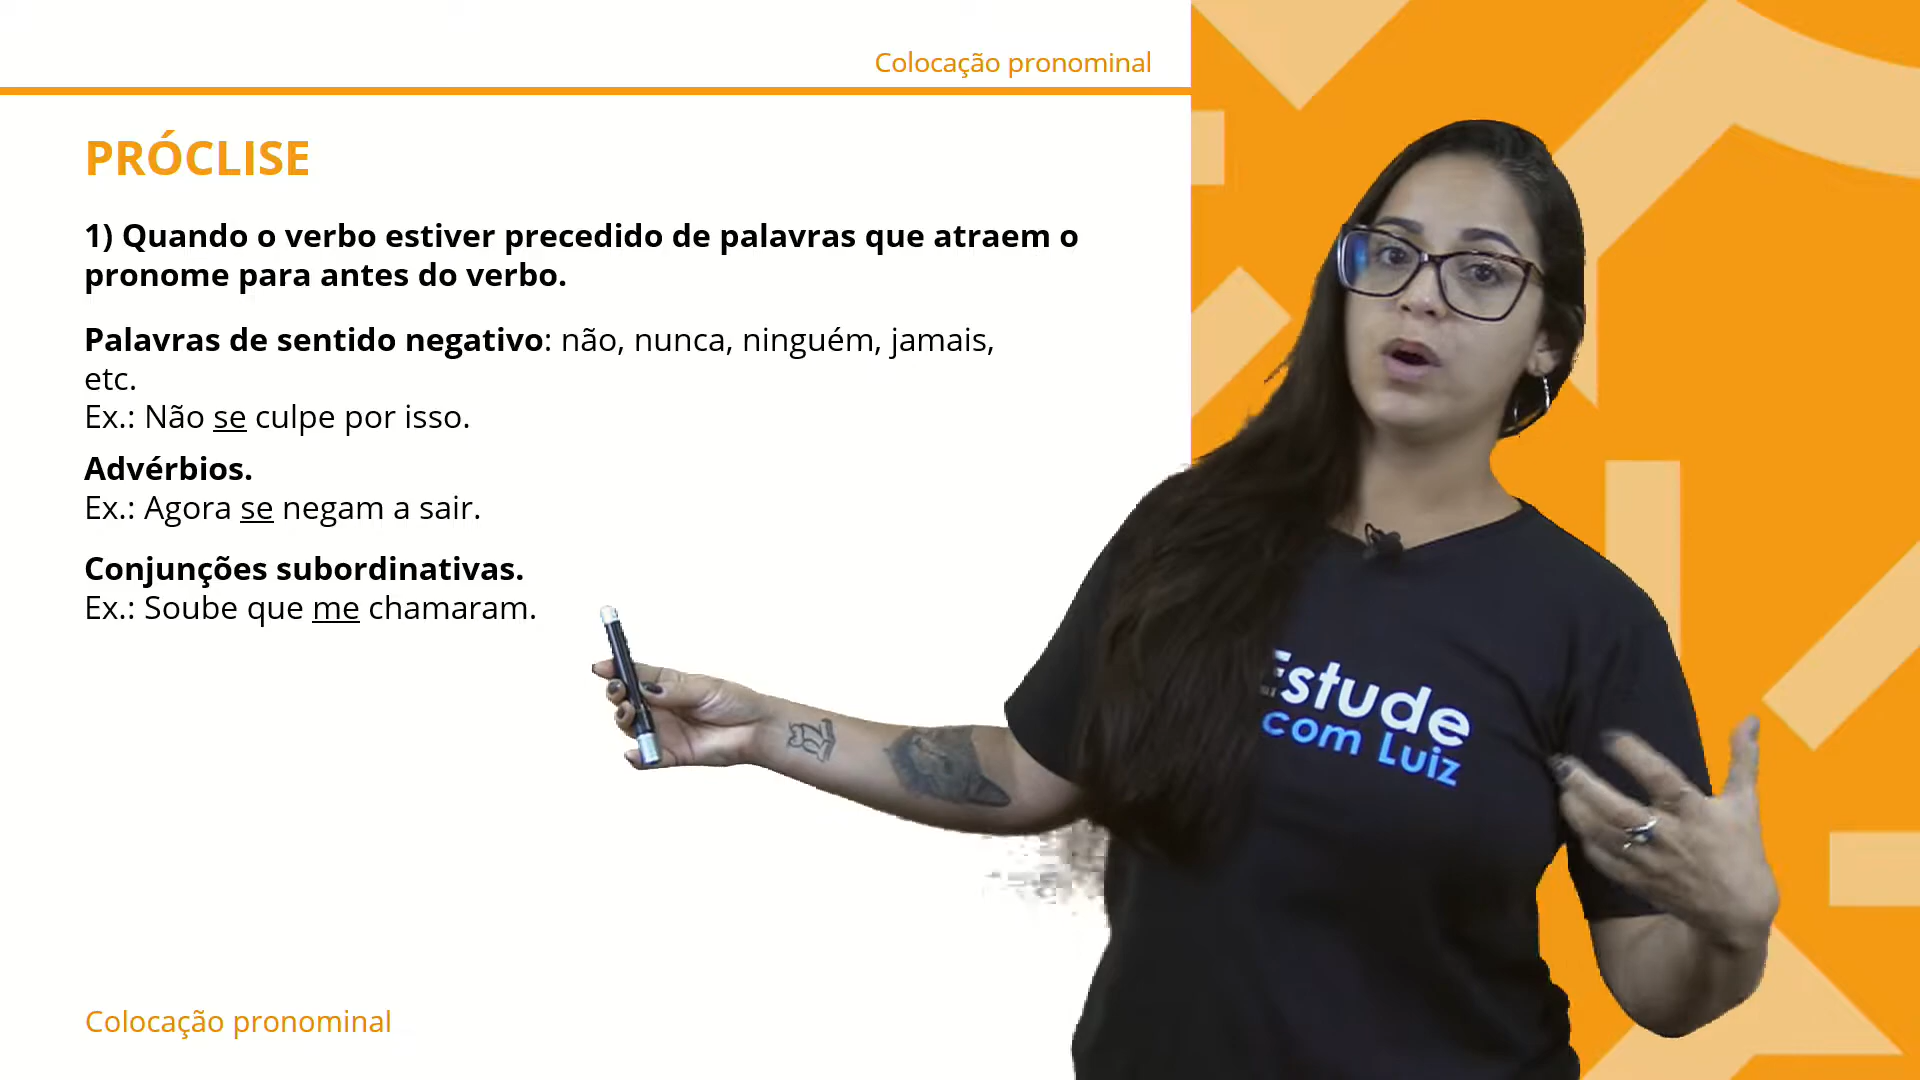 Colocação pronominal
PRÓCLISE
1) Quando o verbo estiver precedido de palavras que atraem o
pronome para antes do verbo.
Palavras de sentido negativo: não, nunca, ninguém, jamais,
etc.
Ex.: Não se culpe por isso.
Advérbios.
Ex.: Agora se negam a sair.
Conjunções subordinativas.
Ex.: Soube que me chamaram.
Estude
com Luiz
Colocação pronominal